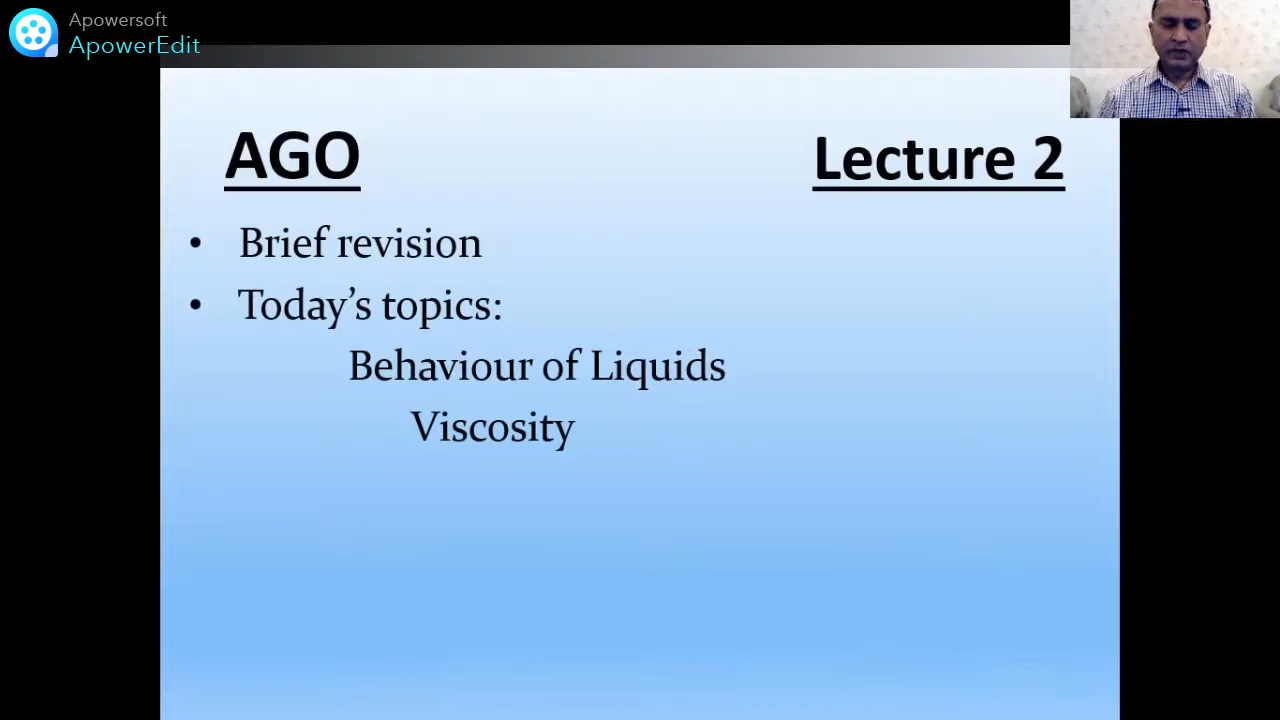 Apowersoft
ApowerEdit
AGO
Lecture 2
• Brief revision
• Today’s topics:
Behaviour of Liquids
Viscosity